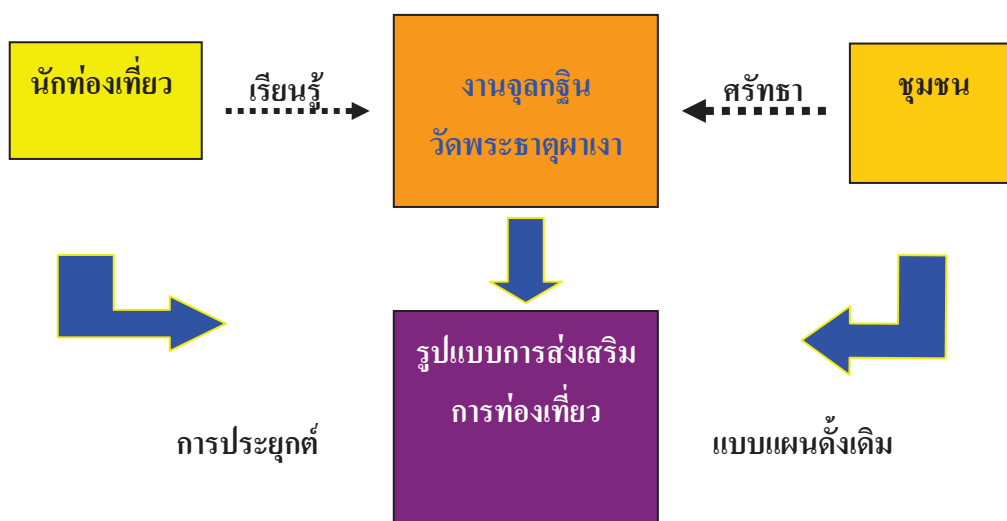 นักท่องเที่ยว
เรียนรู้
งานจุลกฐิน
วัดพระธาตุผาเงา
ศรัทธา
ชุมชน
รูปแบบการส่งเสริม
การท่องเที่ยว
การประยุกต์
แบบแผนดั้งเดิม